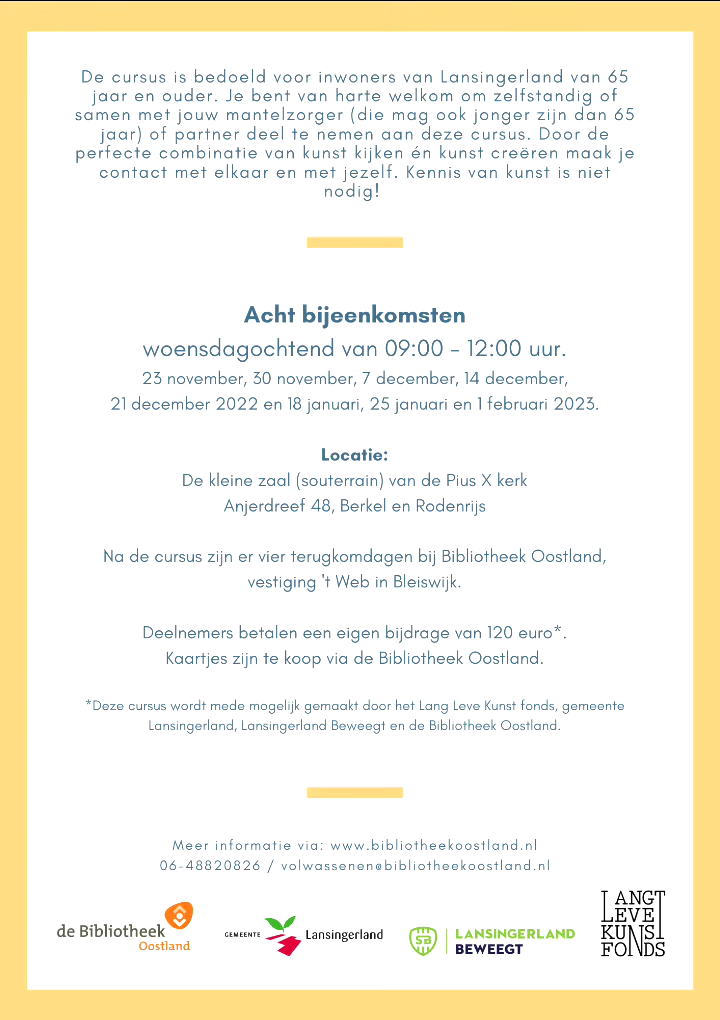 De cursus is bedoeld voor inwoners van Lansingerland van 65
jaar en ouder. Je bent van harte welkom om zelfstandig of
samen met jouw mantelzorger (die mag ook jonger zijn dan 65
jaar) of partner deel te nemen aan deze cursus. Door de
perfecte combinatie van kunst kijken én kunst creëren maak je
contact met elkaar en met jezelf. Kennis van kunst is niet
nodig!
Acht bijeenkomsten
woensdagochtend van 09:00 - 12:00 uur.
23 november, 30 november, 7 december, 14 december,
21 december 2022 en 18 januari, 25 januari en 1 februari 2023.
Locatie:
De kleine zaal (souterrain) van de Pius X kerk
Anjerdreef 48, Berkel en Rodenrijs
Na de cursus zijn er vier terugkomdagen bij Bibliotheek Oostland,
vestiging 't Web in Bleiswijk.
Deelnemers betalen een eigen bijdrage van 120 euro*.
Kaartjes zijn te koop via de Bibliotheek Oostland.
*Deze cursus wordt mede mogelijk gemaakt door het Lang Leve Kunst fonds, gemeente
Lansingerland, Lansingerland Beweegt en de Bibliotheek Oostland.
Meer informatie via: www.bibliotheekoostland.nl
06-48820826 / volwassenen@bibliotheekoostland.nl
de Bibliotheek
Oostland
GEMEENTE Lansingerland
SB
LANSINGERLAND
BEWEEGT
LANGT
LEVE
KUNST
FONDS